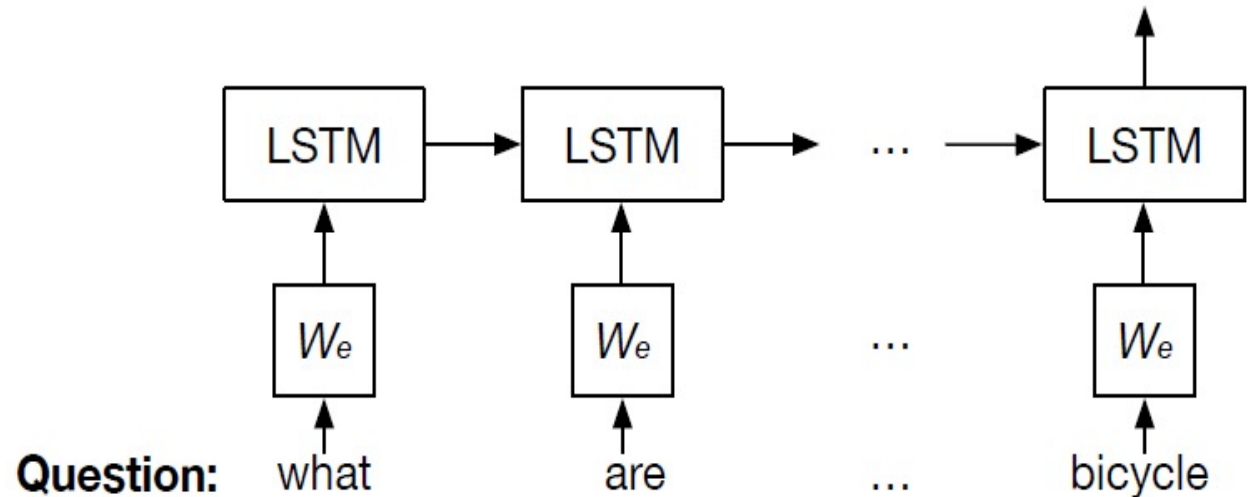 LSTM LSTM ... LSTM
We We ... We
Question: what are ... bicycle